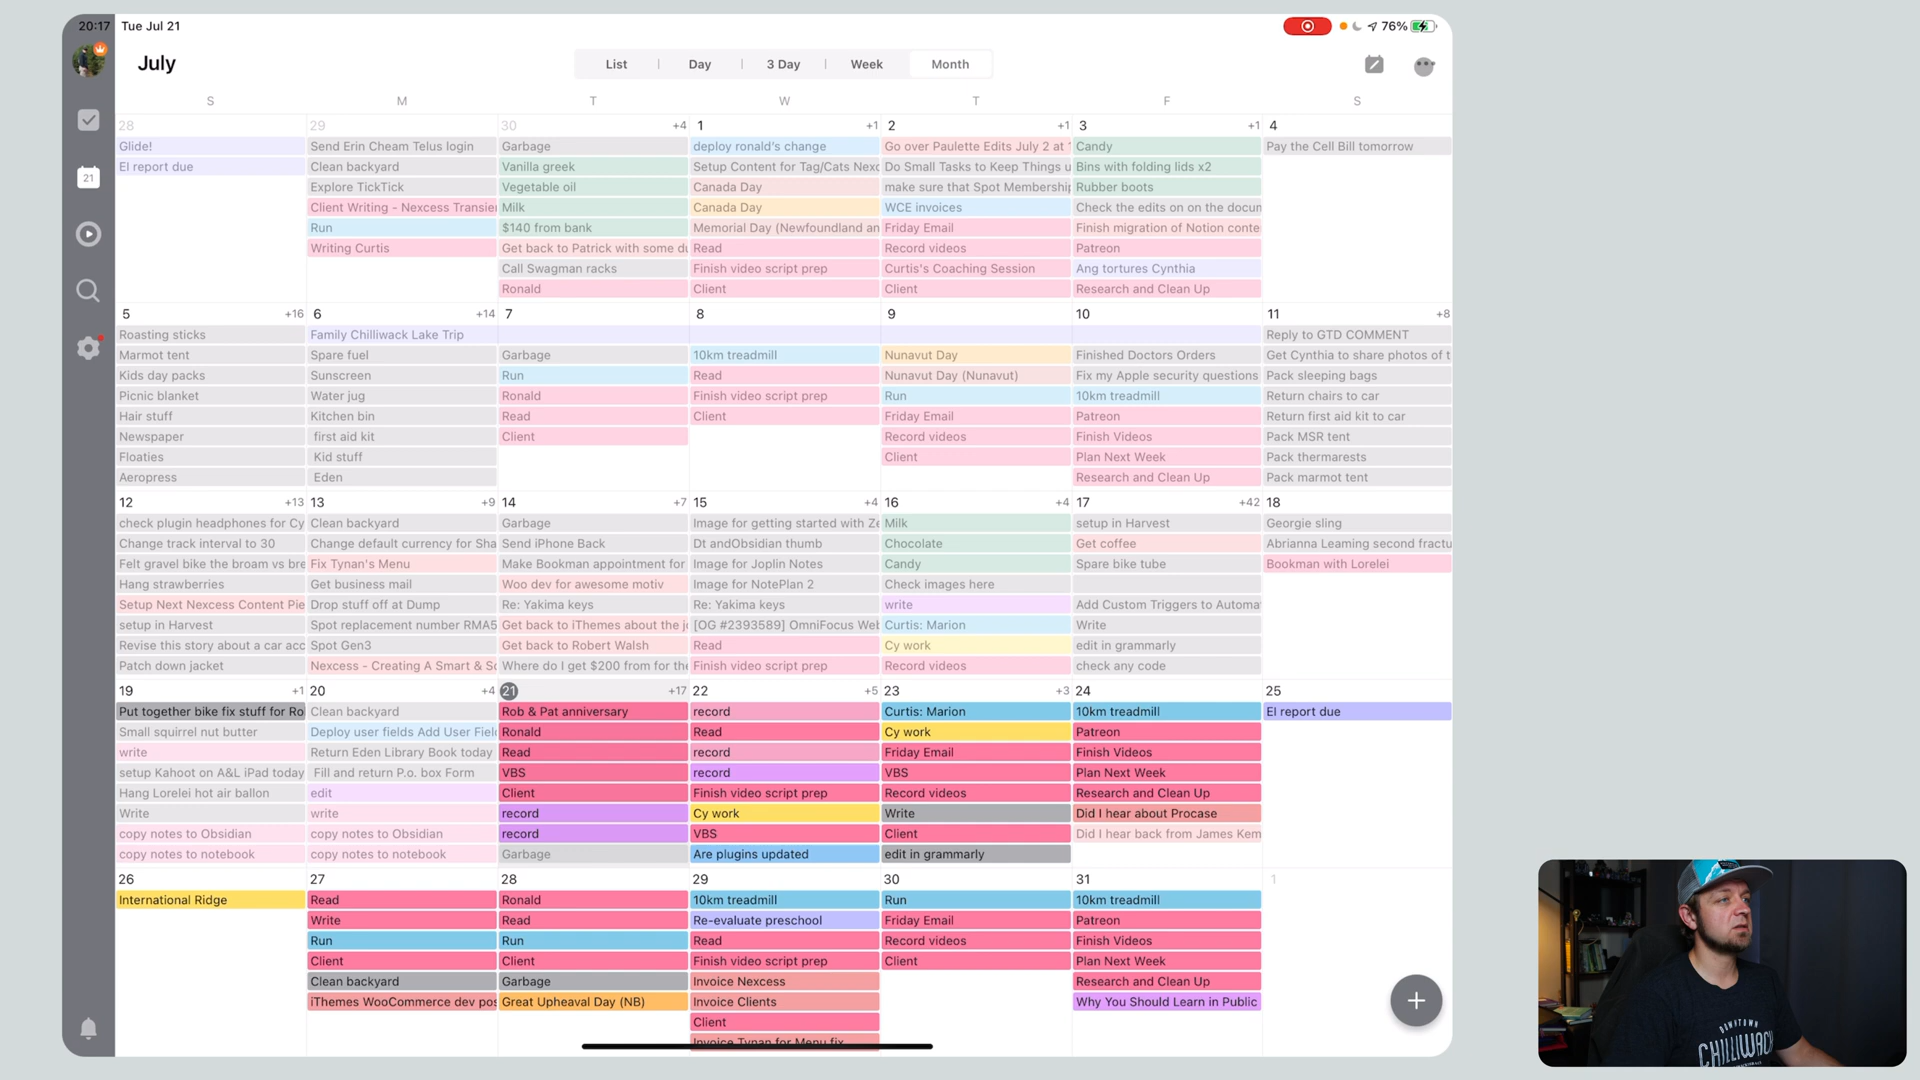 20:17 Tue Jul 21
76%
July
List Day 3 Day Week Month
S M T W T F S
28 29 30 +4 1 +1 2 +1 3 +1 4
Glide! Send Erin Cheam Telus login Garbage deploy ronald's change Go over Paulette Edits July 2 at 1 Candy Pay the Cell Bill tomorrow
EI report due Clean backyard Vanilla greek Setup Content for Tag/Cats Nexc Do Small Tasks to Keep Things u Bins with folding lids x2
Explore TickTick Vegetable oil Canada Day make sure that Spot Membership Rubber boots
Client Writing - Nexcess Transien Milk Canada Day WCE invoices Check the edits on on the docum
Run $140 from bank Memorial Day (Newfoundland an Friday Email Finish migration of Notion conte
Writing Curtis Get back to Patrick with some du Read Record videos Patreon
Call Swagman racks Finish video script prep Curtis's Coaching Session Ang tortures Cynthia
Ronald Client Client Research and Clean Up
5 +16 6 +14 7 8 9 10 11 +8
Roasting sticks Family Chilliwack Lake Trip Reply to GTD COMMENT
Marmot tent Spare fuel Garbage 10km treadmill Nunavut Day Finished Doctors Orders Get Cynthia to share photos of t
Kids day packs Sunscreen Run Read Nunavut Day (Nunavut) Fix my Apple security questions Pack sleeping bags
Picnic blanket Water jug Ronald Finish video script prep Run 10km treadmill Return chairs to car
Hair stuff Kitchen bin Read Client Friday Email Patreon Return first aid kit to car
Newspaper first aid kit Client Record videos Finish Videos Pack MSR tent
Floaties Kid stuff Client Plan Next Week Pack thermarests
Aeropress Eden Research and Clean Up Pack marmot tent
12 +13 13 +9 14 +7 15 +4 16 +4 17 +42 18
check plugin headphones for Cy Clean backyard Garbage Image for getting started with Ze Milk setup in Harvest Georgie sling
Change track interval to 30 Change default currency for Sha Send iPhone Back Dt andObsidian thumb Chocolate Get coffee Abrianna Leaming second fractu
Felt gravel bike the broam vs bre Fix Tynan's Menu Make Bookman appointment for Image for Joplin Notes Candy Spare bike tube Bookman with Lorelei
Hang strawberries Get business mail Woo dev for awesome motiv Image for NotePlan 2 Check images here
Setup Next Nexcess Content Pie Drop stuff off at Dump Re: Yakima keys Re: Yakima keys write Add Custom Triggers to Automa
setup in Harvest Spot replacement number RMA5 Get back to iThemes about the jo [OG #2393589] OmniFocus Web Curtis: Marion Write
Revise this story about a car acc Spot Gen3 Get back to Robert Walsh Read Cy work edit in grammarly
Patch down jacket Nexcess - Creating A Smart & Sc Where do I get $200 from for the Finish video script prep Record videos check any code
19 +1 20 +4 21 +17 22 +5 23 +3 24 25
Put together bike fix stuff for Ro Clean backyard Rob & Pat anniversary record Curtis: Marion 10km treadmill EI report due
Small squirrel nut butter Deploy user fields Add User Fiel Ronald Read Cy work Patreon
write Return Eden Library Book today Read record Friday Email Finish Videos
setup Kahoot on A&L iPad today Fill and return P.o. box Form VBS record VBS Plan Next Week
Hang Lorelei hot air ballon edit Client Finish video script prep Record videos Research and Clean Up
Write write record Cy work Write Did I hear about Procase
copy notes to Obsidian copy notes to Obsidian record VBS Client Did I hear back from James Kem
copy notes to notebook copy notes to notebook Garbage Are plugins updated edit in grammarly
26 27 28 29 30 31 1
International Ridge Read Ronald 10km treadmill Run 10km treadmill
Write Read Re-evaluate preschool Friday Email Patreon
Run Run Read Record videos Finish Videos
Client Client Finish video script prep Client Plan Next Week
Clean backyard Garbage Invoice Nexcess Research and Clean Up
iThemes WooCommerce dev pos Great Upheaval Day (NB) Invoice Clients Why You Should Learn in Public
Client
Invoice Tynan for Menu fix
21
DOWNTOWN
CHILLIWACK